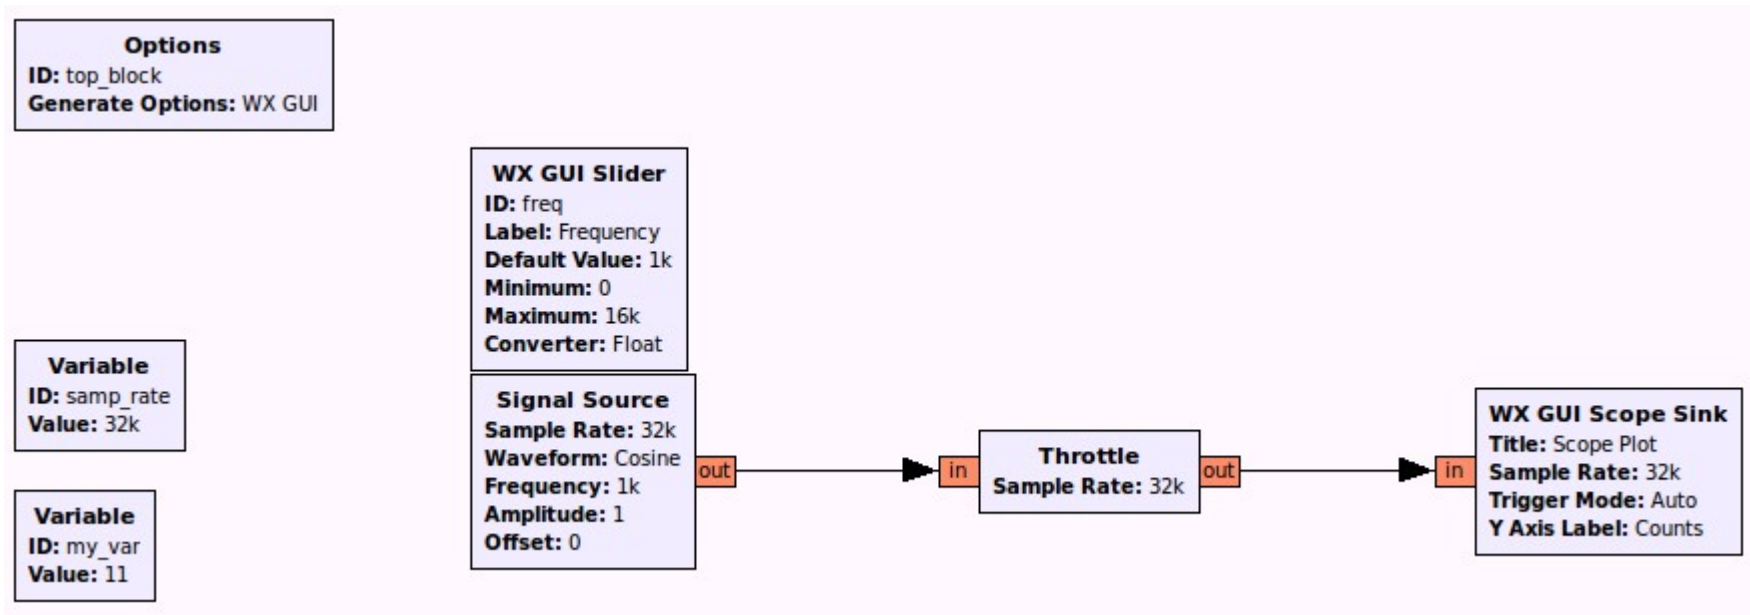 Options
ID: top_block
Generate Options: WX GUI
WX GUI Slider
ID: freq
Label: Frequency
Default Value: 1k
Minimum: 0
Maximum: 16k
Converter: Float
Variable
ID: samp_rate
Value: 32k
Signal Source
Sample Rate: 32k
Waveform: Cosine
Frequency: 1k
Amplitude: 1
Offset: 0
out
in
Throttle
Sample Rate: 32k
out
in
WX GUI Scope Sink
Title: Scope Plot
Sample Rate: 32k
Trigger Mode: Auto
Y Axis Label: Counts
Variable
ID: my_var
Value: 11